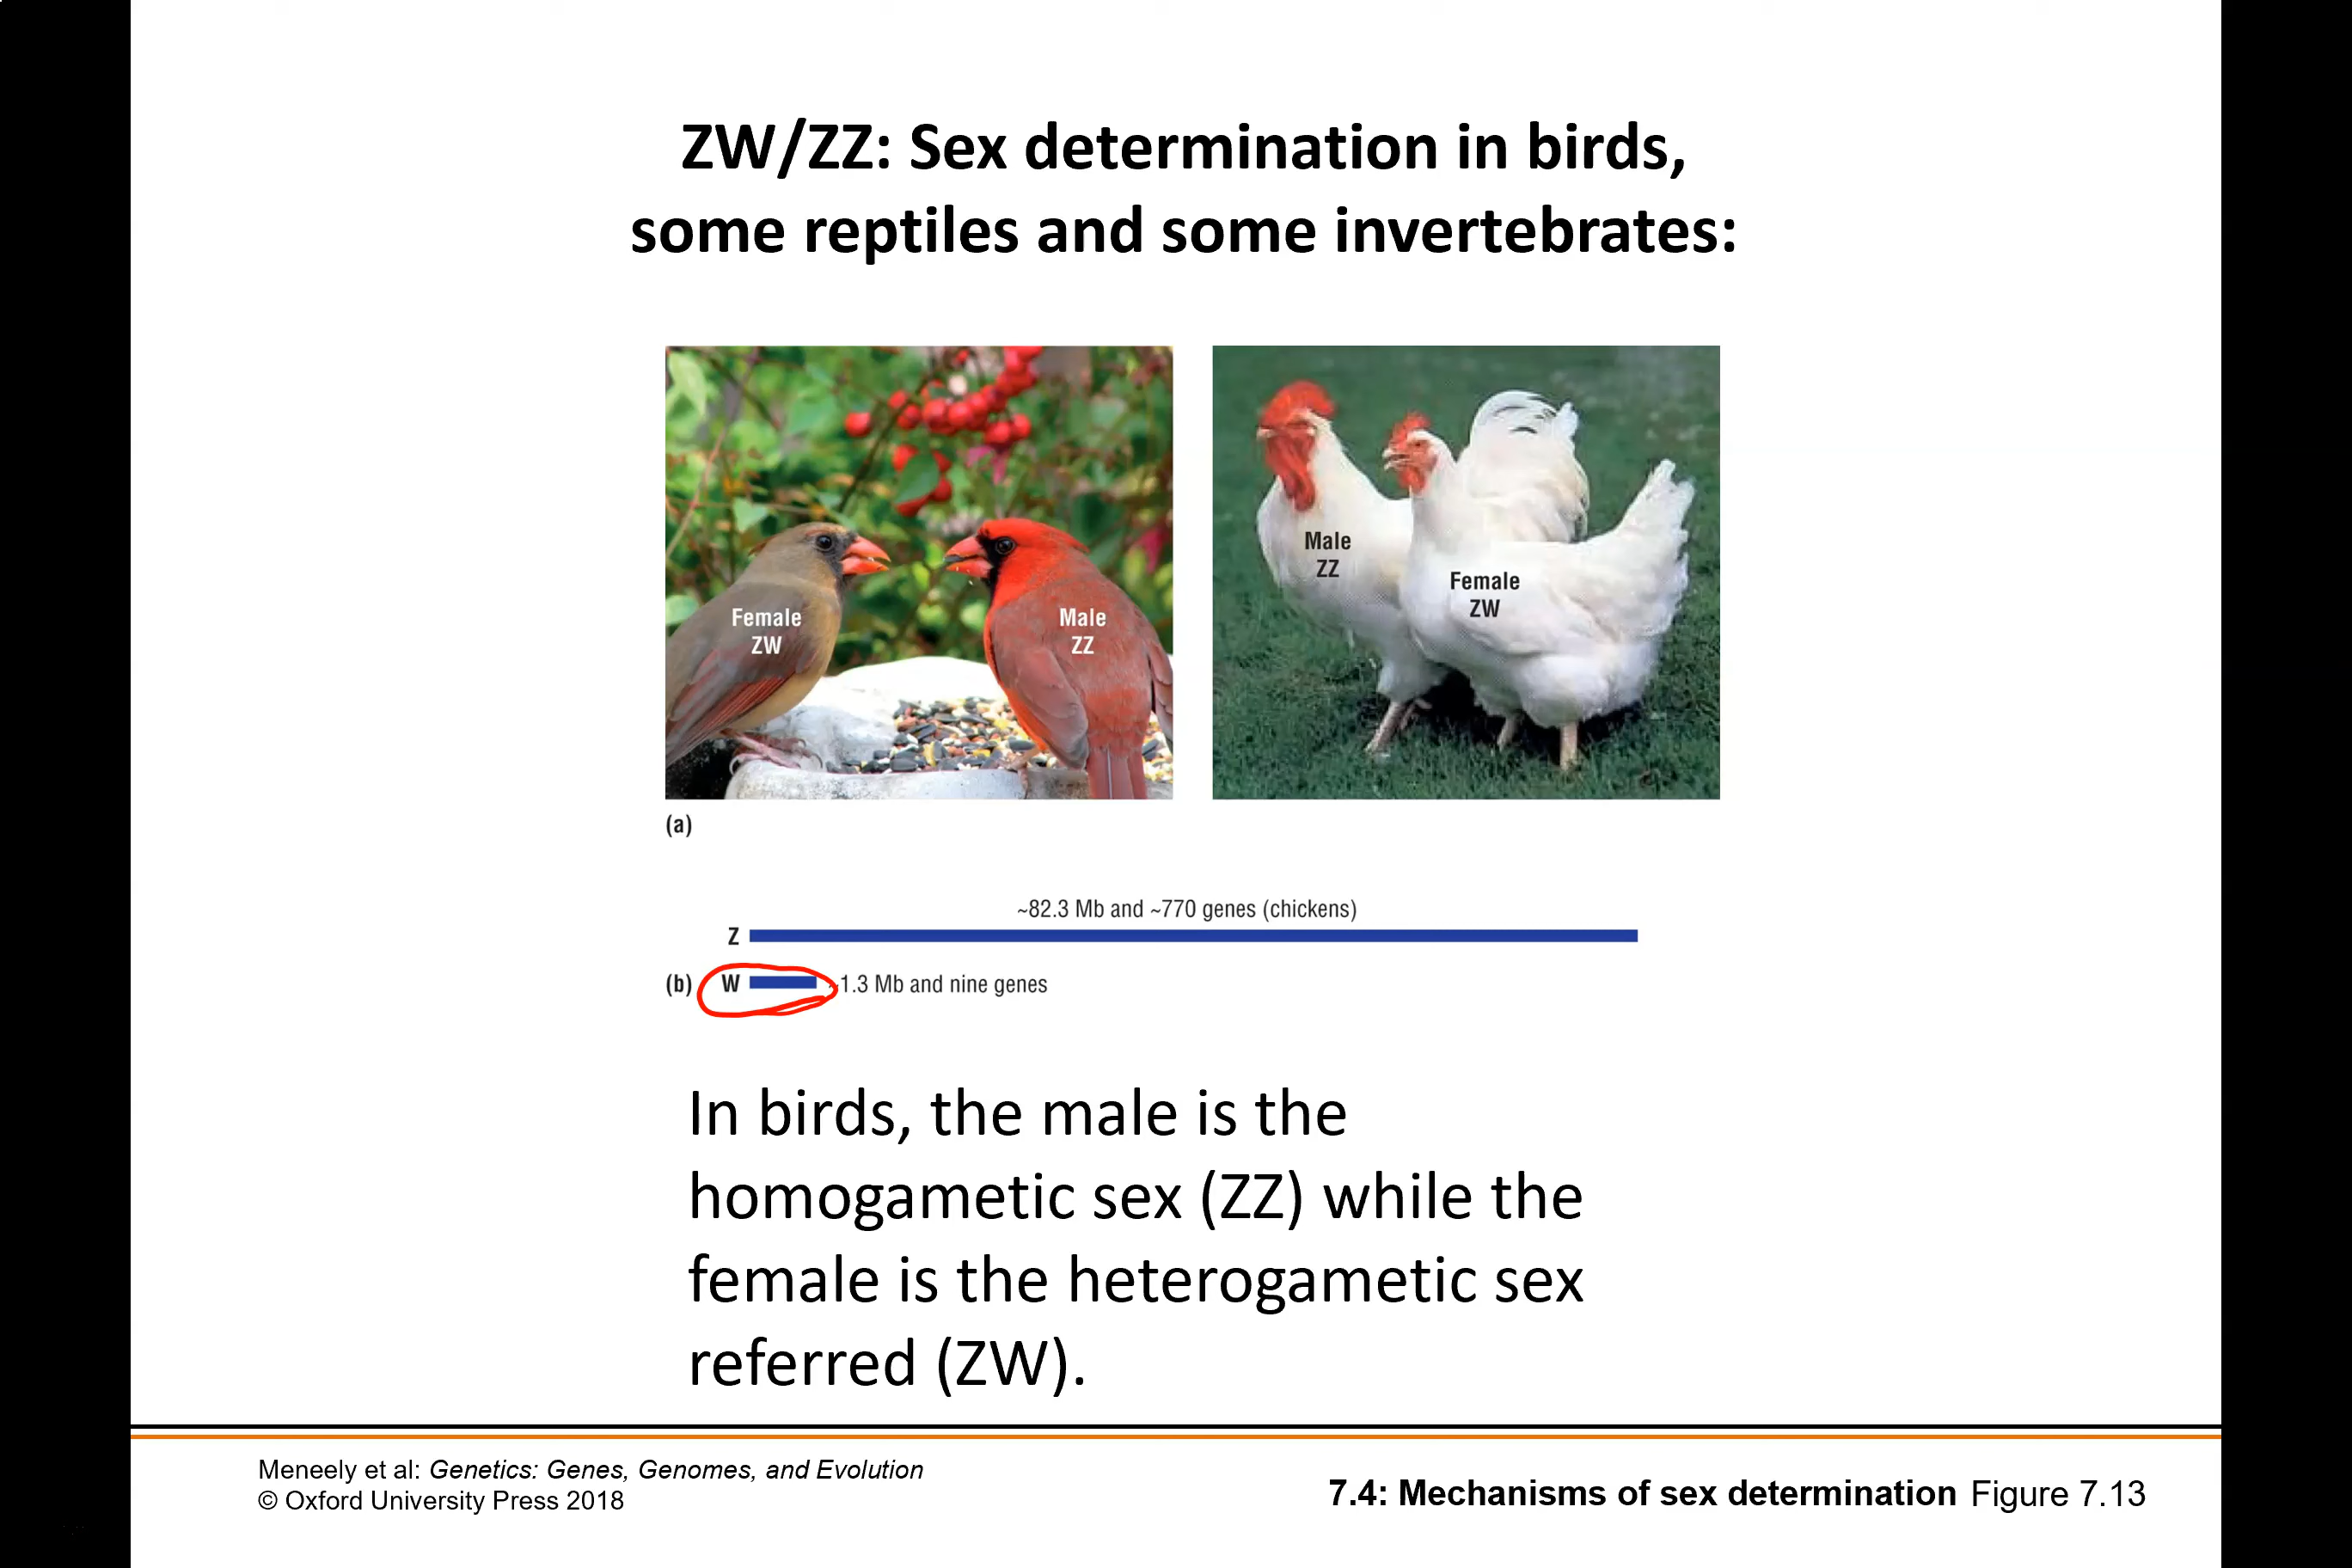 ZW/ZZ: Sex determination in birds,
some reptiles and some invertebrates:
Female
ZW
Male
ZZ
Male
ZZ
Female
ZW
(a)
~82.3 Mb and ~770 genes (chickens)
Z
(b) W ~1.3 Mb and nine genes
In birds, the male is the
homogametic sex (ZZ) while the
female is the heterogametic sex
referred (ZW).
Meneely et al: Genetics: Genes, Genomes, and Evolution
© Oxford University Press 2018
7.4: Mechanisms of sex determination Figure 7.13